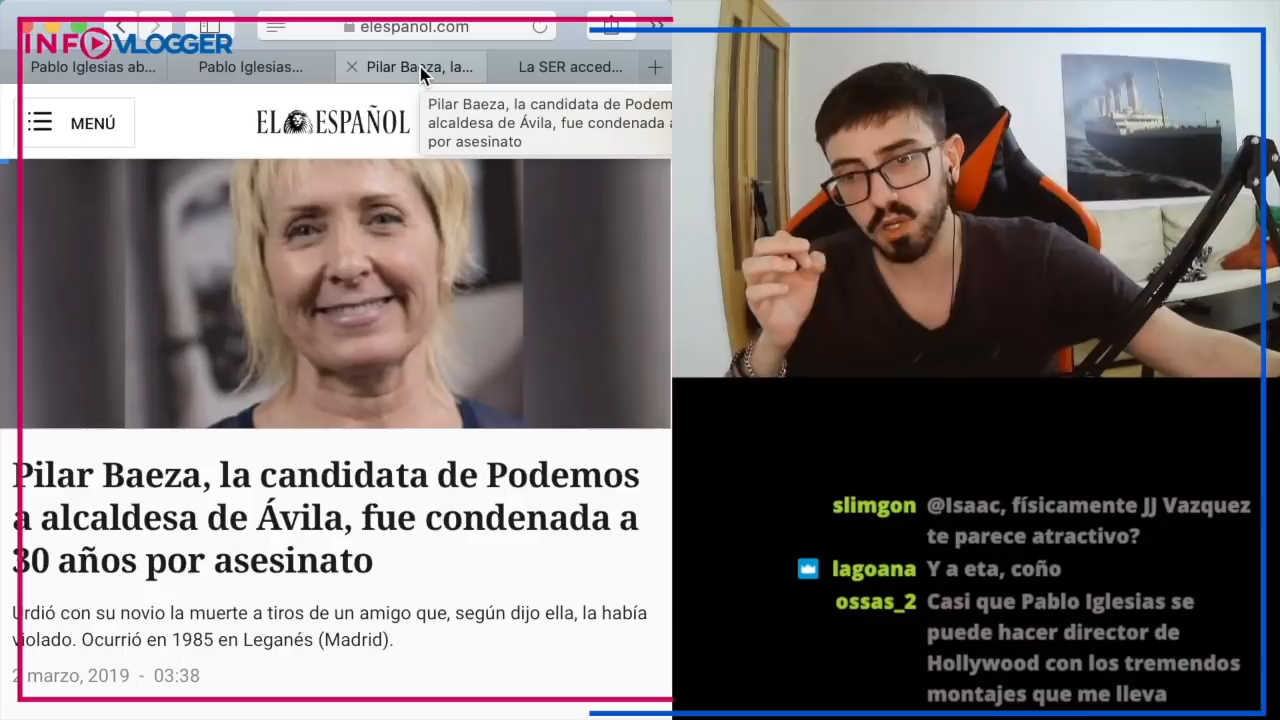 INFOVLOGGER
elespanol.com
Pablo Iglesias ab...
Pablo Iglesias...
Pilar Baeza, la...
La SER acced...
MENÚ
EL ESPAÑOL
Pilar Baeza, la candidata de Podem
alcaldesa de Ávila, fue condenada a
por asesinato
Pilar Baeza, la candidata de Podemos
a alcaldesa de Ávila, fue condenada a
30 años por asesinato
Urdió con su novio la muerte a tiros de un amigo que, según dijo ella, la había
violado. Ocurrió en 1985 en Leganés (Madrid).
2 marzo, 2019 - 03:38
slimgon @Isaac, físicamente JJ Vazquez
te parece atractivo?
lagoana Y a eta, coño
ossas_2 Casi que Pablo Iglesias se
puede hacer director de
Hollywood con los tremendos
montajes que me lleva